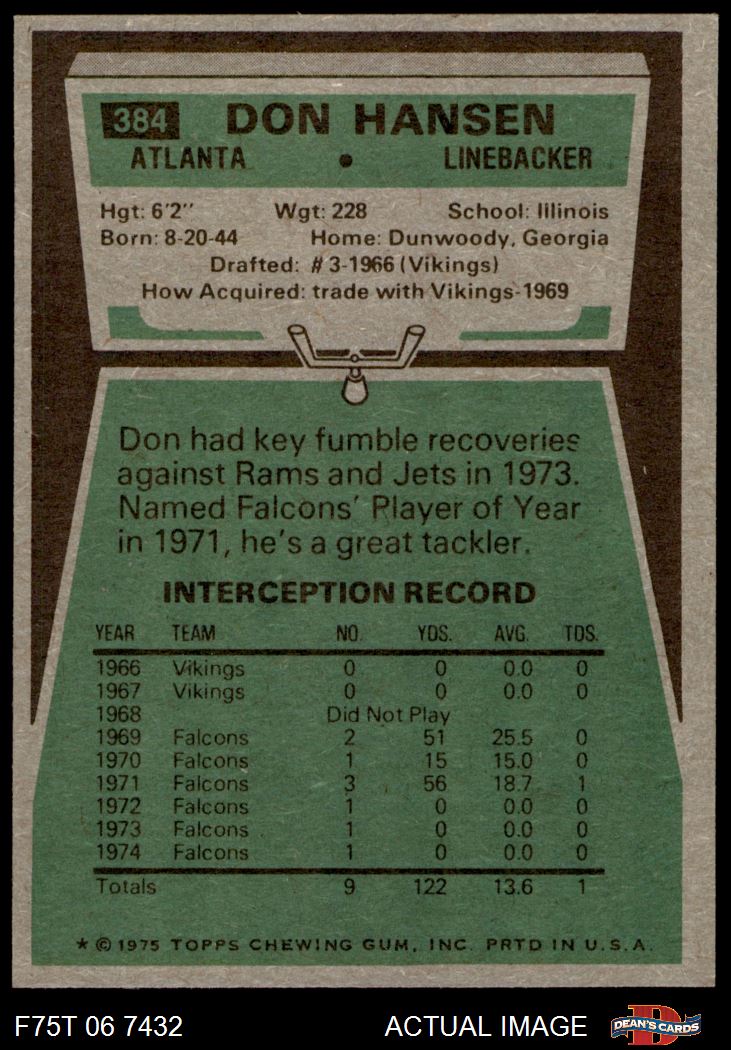 384 DON HANSEN
ATLANTA • LINEBACKER
Hgt: 6'2" Wgt: 228 School: Illinois
Born: 8-20-44 Home: Dunwoody, Georgia
Drafted: #3-1966 (Vikings)
How Acquired: trade with Vikings-1969
Don had key fumble recoveries
against Rams and Jets in 1973.
Named Falcons' Player of Year
in 1971, he's a great tackler.
INTERCEPTION RECORD
YEAR TEAM NO. YDS. AVG. TDS.
1966 Vikings 0 0 0.0 0
1967 Vikings 0 0 0.0 0
1968 Did Not Play
1969 Falcons 2 51 25.5 0
1970 Falcons 1 15 15.0 0
1971 Falcons 3 56 18.7 1
1972 Falcons 1 0 0.0 0
1973 Falcons 1 0 0.0 0
1974 Falcons 1 0 0.0 0
Totals 9 122 13.6 1
* © 1975 TOPPS CHEWING GUM, INC. PRTD IN U.S.A.
F75T 06 7432 ACTUAL IMAGE DEAN'S CARDS